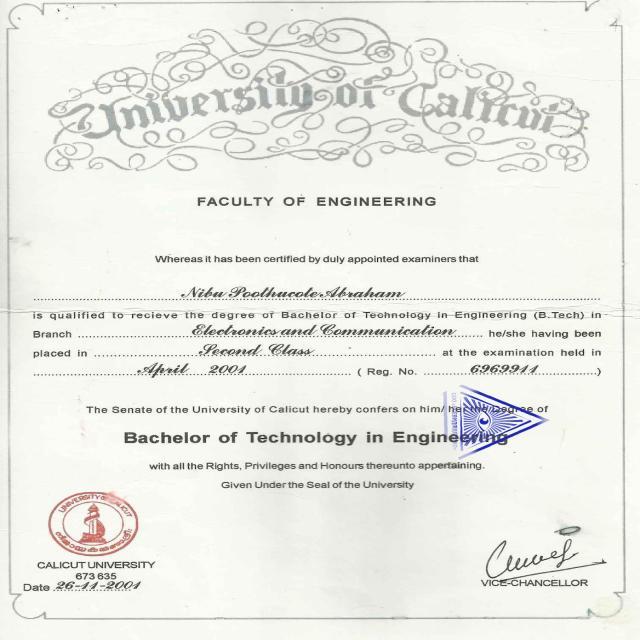 University of Calicut
FACULTY OF ENGINEERING
Whereas it has been certified by duly appointed examiners that
Nibu Poothucote Abraham
is qualified to recieve the degree of Bachelor of Technology in Engineering (B.Tech) in
Branch Electronics and Communication he/she having been
placed in Second Class at the examination held in
April 2001 ( Reg. No. 6969911 )
The Senate of the University of Calicut hereby confers on him/ her the Degree of
Bachelor of Technology in Engineering
with all the Rights, Privileges and Honours thereunto appertaining.
Given Under the Seal of the University
UNIVERSITY OF CALICUT
CALICUT UNIVERSITY
673 635
Date 26-11-2001
VICE-CHANCELLOR